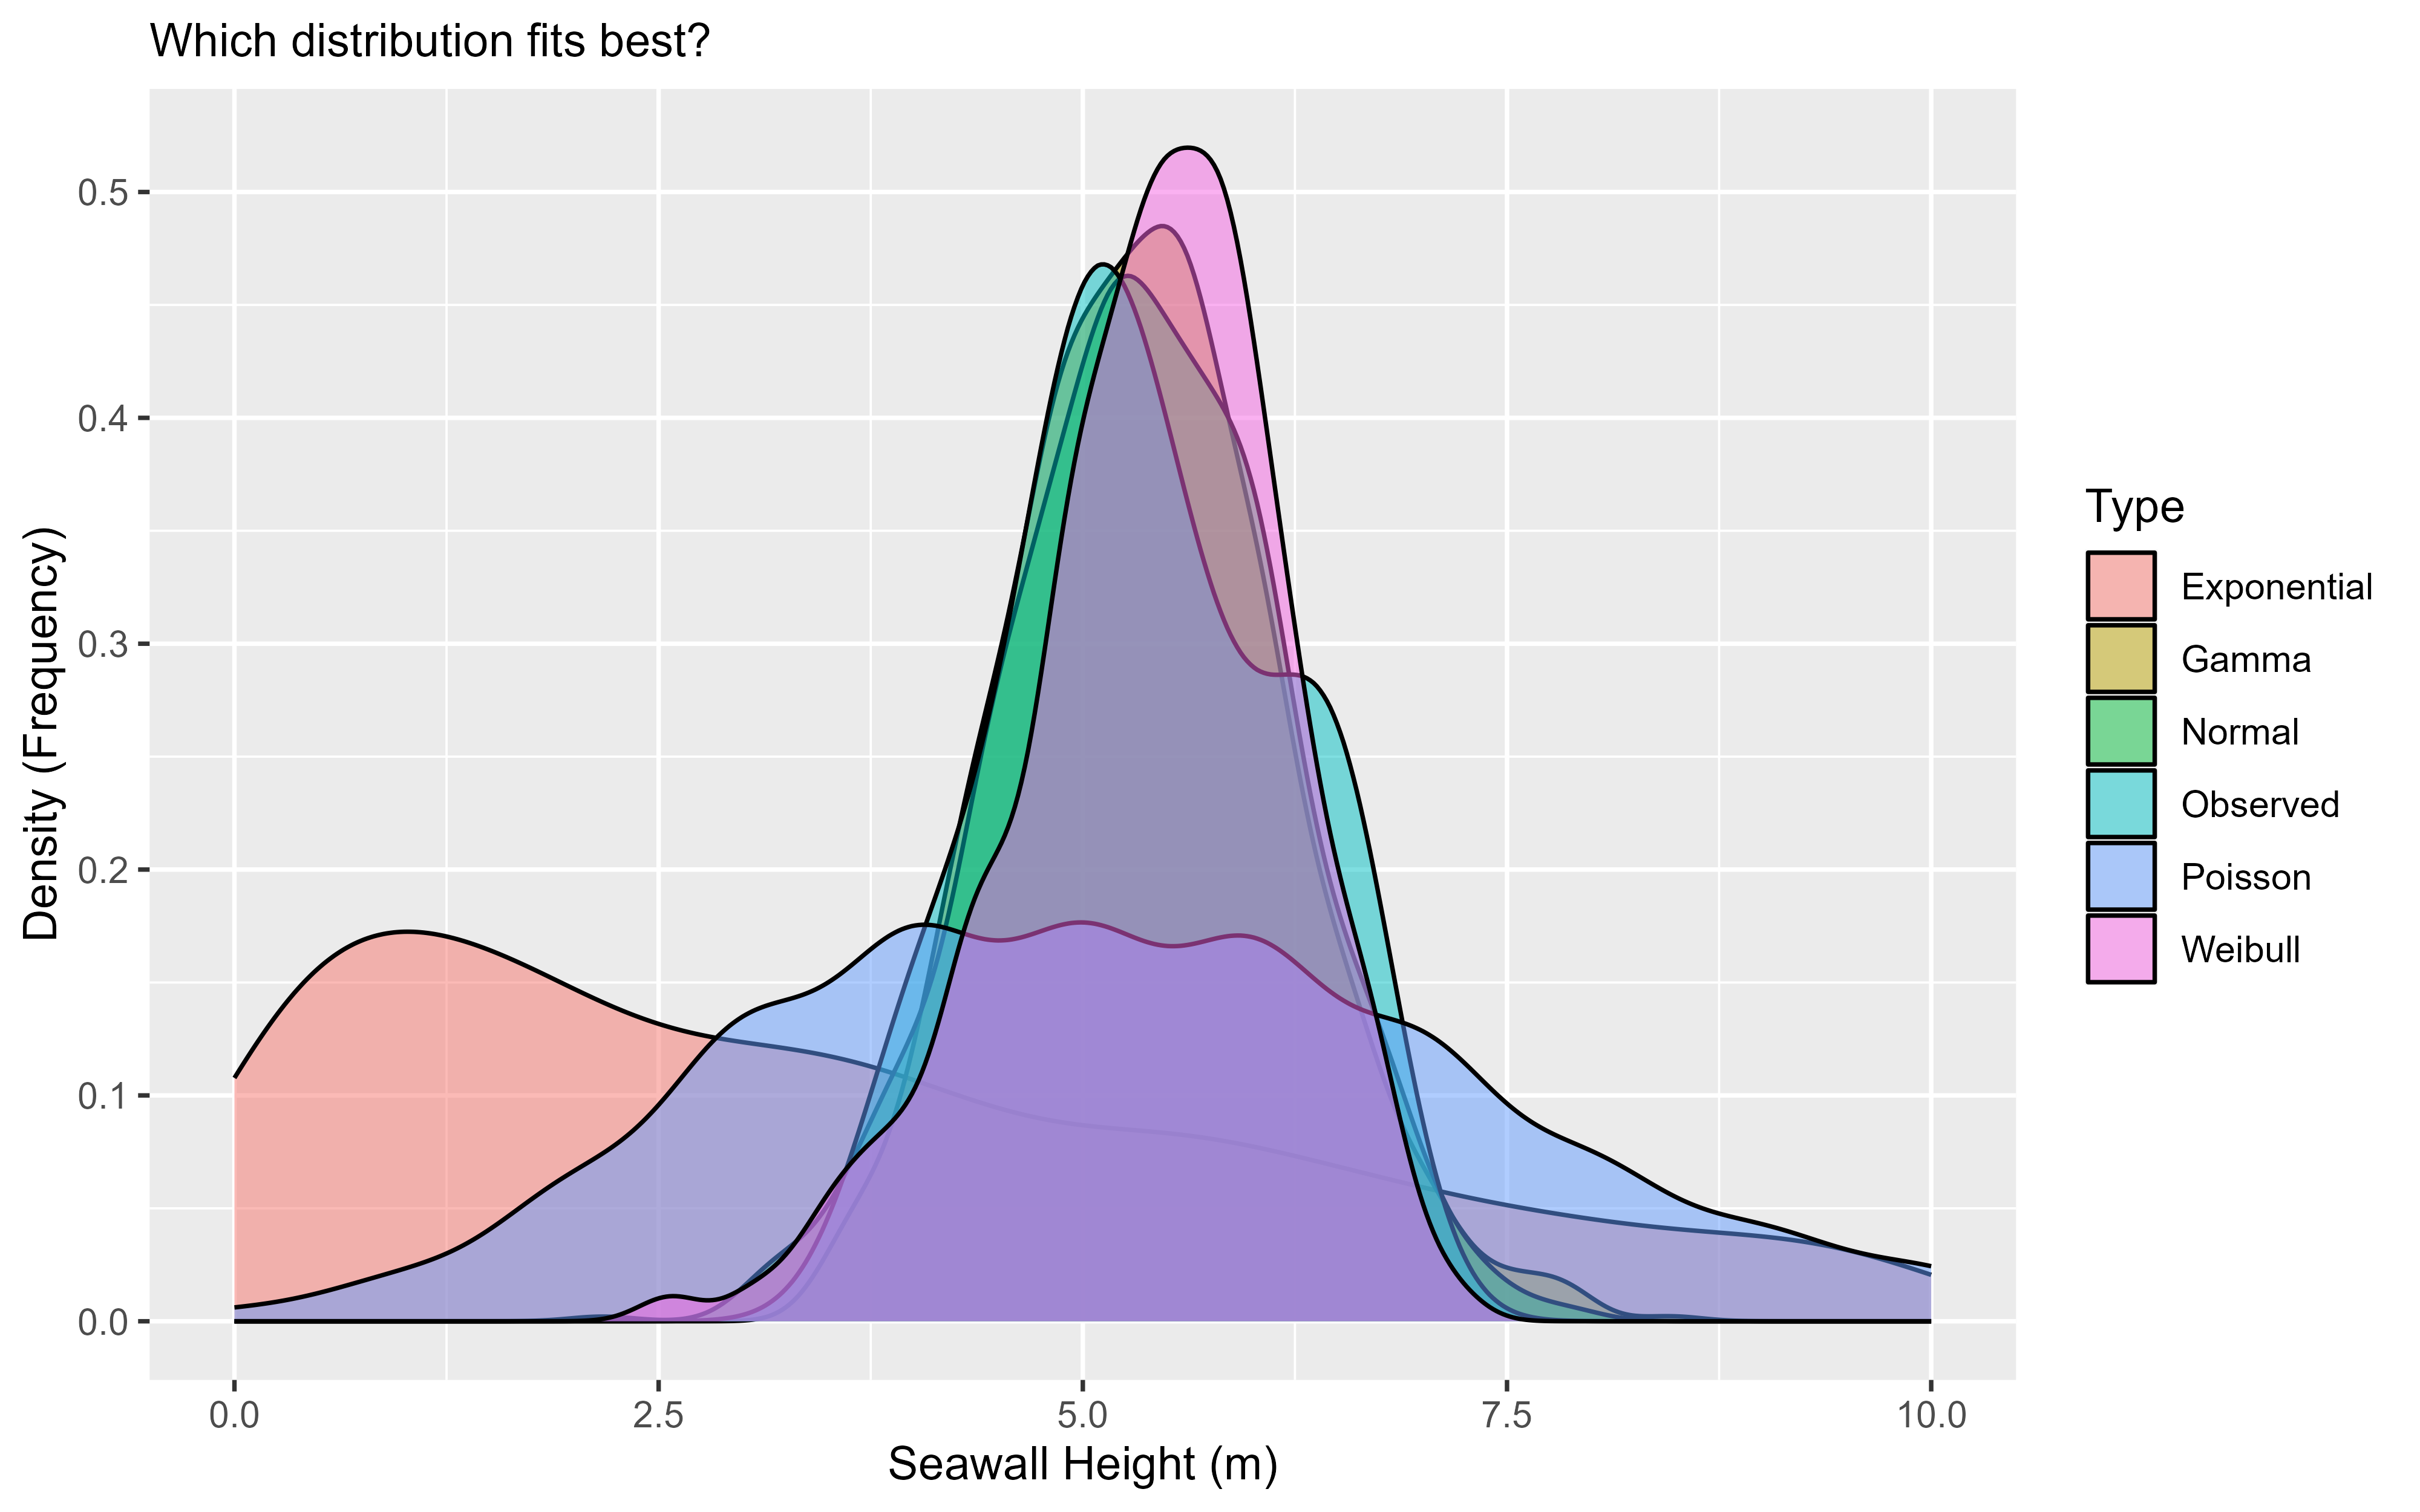 Which distribution fits best?
Density (Frequency)
0.5
0.4
0.3
0.2
0.1
0.0
0.0
2.5
5.0
7.5
10.0
Seawall Height (m)
Type
Exponential
Gamma
Normal
Observed
Poisson
Weibull